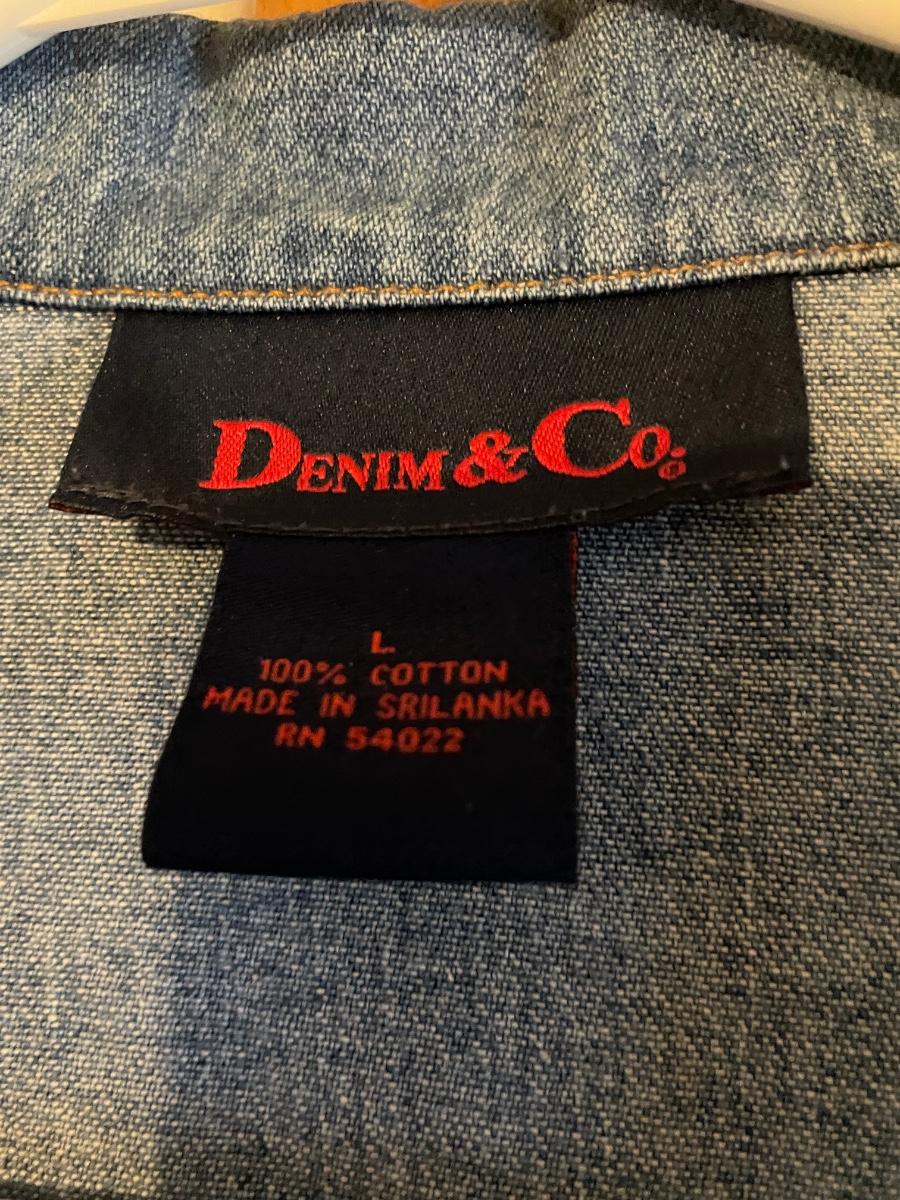 DENIM & Co.
L
100% COTTON
MADE IN SRILANKA
RN 54022